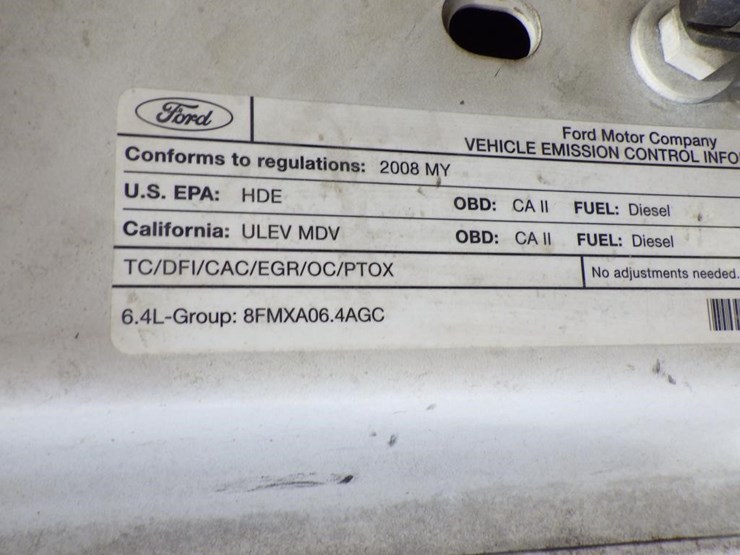 Ford
Ford Motor Company
VEHICLE EMISSION CONTROL INFO
Conforms to regulations: 2008 MY
U.S. EPA: HDE OBD: CA II FUEL: Diesel
California: ULEV MDV OBD: CA II FUEL: Diesel
TC/DFI/CAC/EGR/OC/PTOX No adjustments needed.
6.4L-Group: 8FMXA06.4AGC